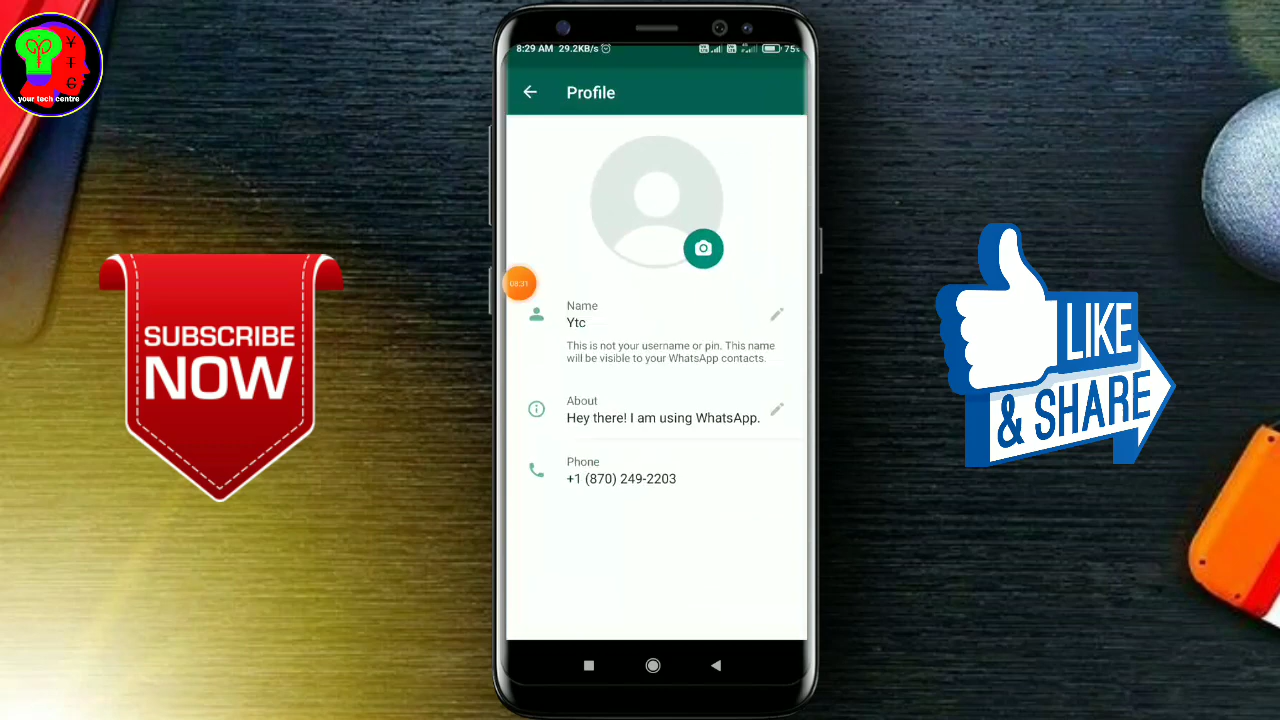 ¥
T
C
your tech centre
8:29 AM 29.2KB/s
75%
Profile
03:31
Name
Ytc
This is not your username or pin. This name
will be visible to your WhatsApp contacts.
About
Hey there! I am using WhatsApp.
Phone
+1 (870) 249-2203
SUBSCRIBE
NOW
LIKE
& SHARE